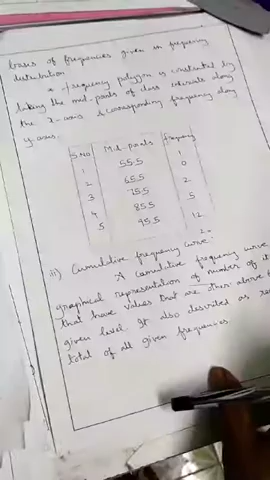 basis of frequencies given in frequency
distribution
* frequency polygon is constructed by
taking the mid-points of class intervals along
the x-axis & corresponding frequency along
y-axis.
S.NO Mid-points frequency
1 55.5 1
2 65.5 0
3 75.5 2
4 85.5 5
5 95.5 12
20
iii) Cumulative frequency curve:
A cumulative frequency curve
graphical representation of number of it
that have values that are either above
given level. It also described as
total of all given frequencies.